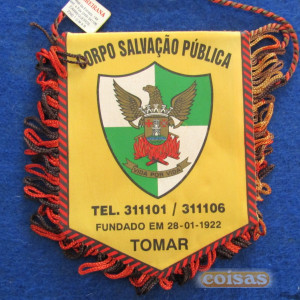 CORPO SALVAÇÃO PÚBLICA
VIDA POR VIDA
TEL. 311101 / 311106
FUNDADO EM 28-01-1922
TOMAR
coisas